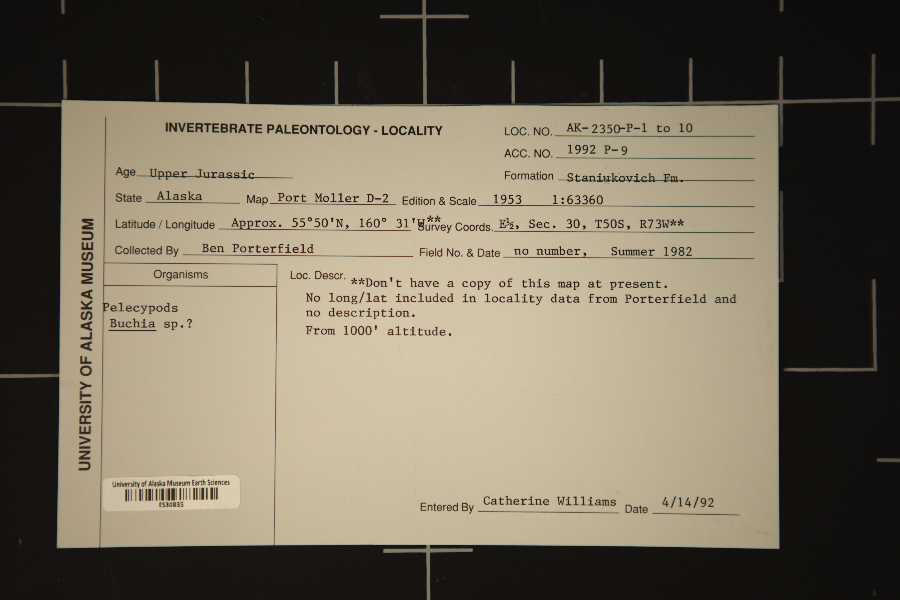 INVERTEBRATE PALEONTOLOGY - LOCALITY
LOC. NO. AK-2350-P-1 to 10
ACC. NO. 1992 P-9
Age Upper Jurassic
Formation Staniukovich Fm.
State Alaska Map Port Moller D-2 Edition & Scale 1953 1:63360
Latitude / Longitude Approx. 55°50'N, 160° 31'W** Survey Coords. E½, Sec. 30, T50S, R73W**
Collected By Ben Porterfield Field No. & Date no number, Summer 1982
UNIVERSITY OF ALASKA MUSEUM
Organisms
Pelecypods
Buchia sp.?
Loc. Descr. **Don't have a copy of this map at present.
No long/lat included in locality data from Porterfield and
no description.
From 1000' altitude.
University of Alaska Museum Earth Sciences
ES30835
Entered By Catherine Williams Date 4/14/92